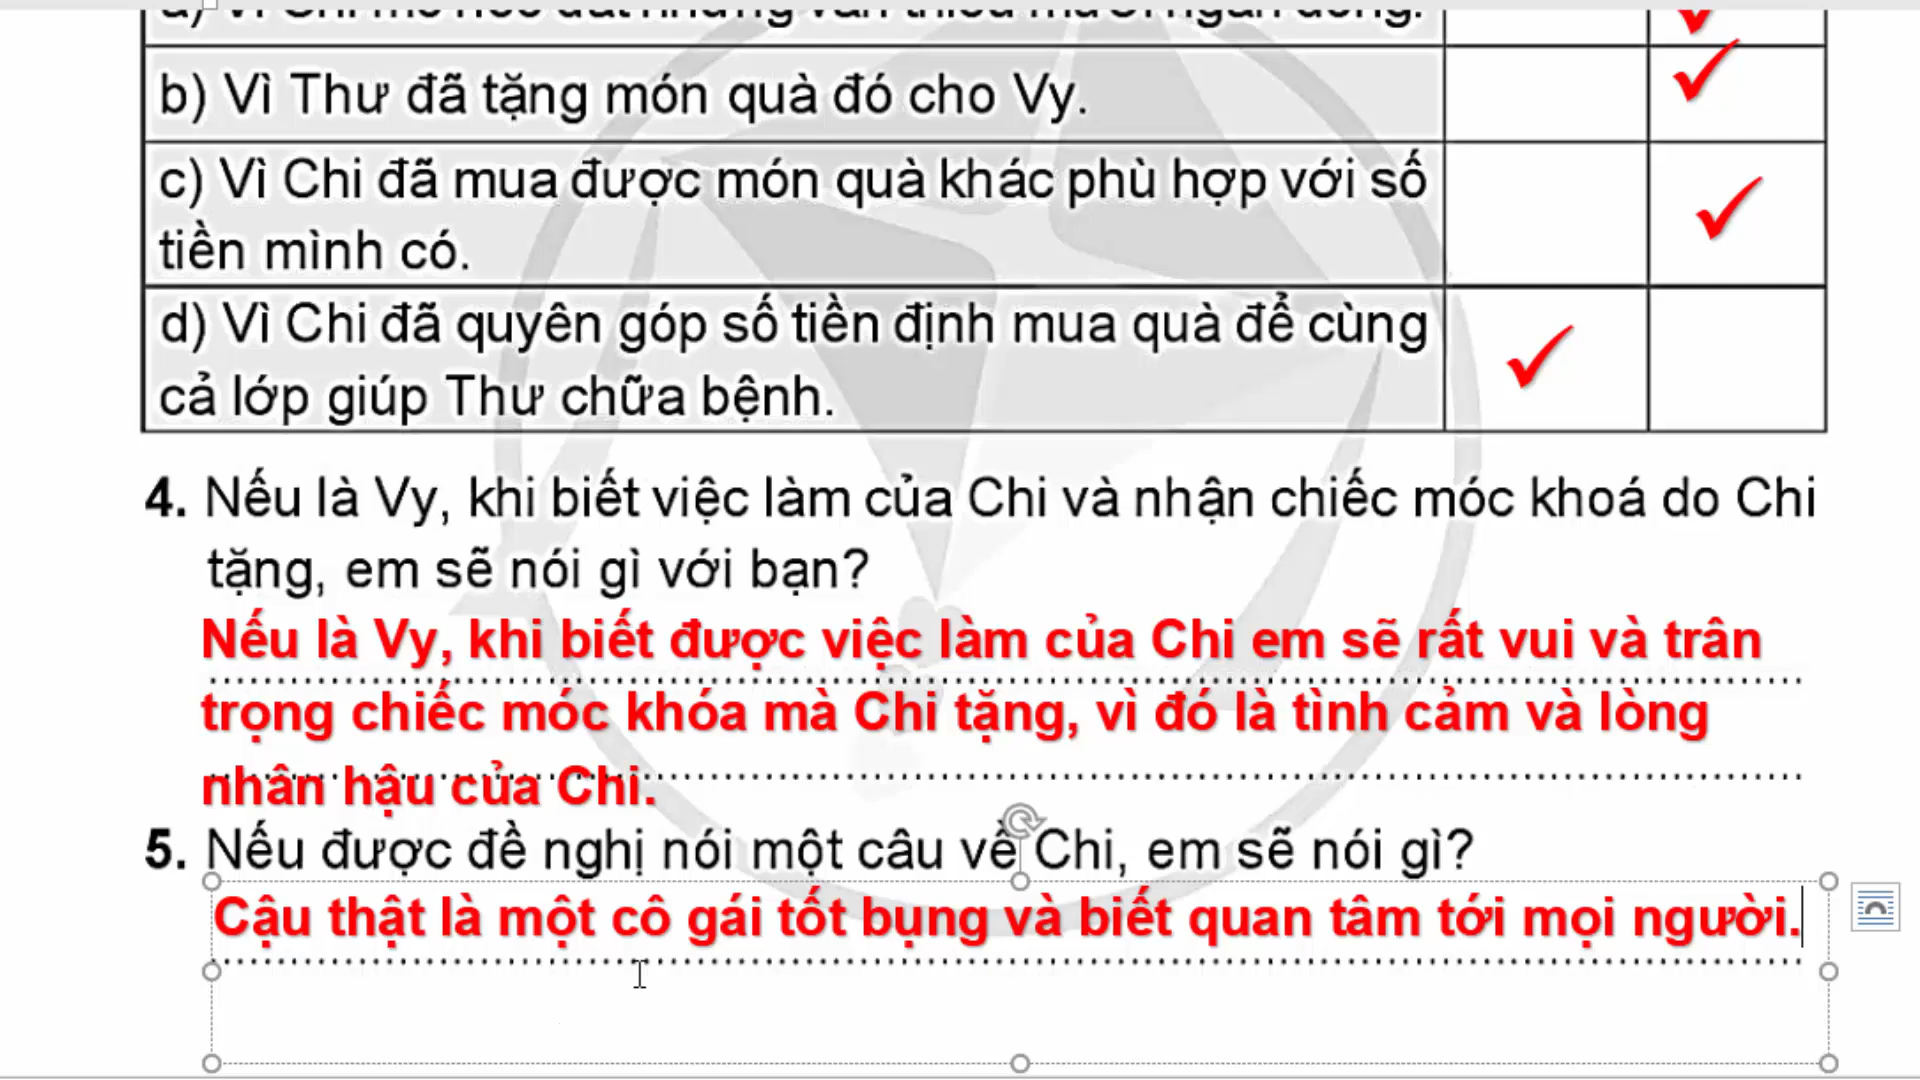 b) Vì Thư đã tặng món quà đó cho Vy.
c) Vì Chi đã mua được món quà khác phù hợp với số
tiền mình có.
d) Vì Chi đã quyên góp số tiền định mua quà để cùng
cả lớp giúp Thư chữa bệnh.
4. Nếu là Vy, khi biết việc làm của Chi và nhận chiếc móc khoá do Chi
tặng, em sẽ nói gì với bạn?
Nếu là Vy, khi biết được việc làm của Chi em sẽ rất vui và trân
trọng chiếc móc khóa mà Chi tặng, vì đó là tình cảm và lòng
nhân hậu của Chi.
5. Nếu được đề nghị nói một câu về Chi, em sẽ nói gì?
Cậu thật là một cô gái tốt bụng và biết quan tâm tới mọi người.